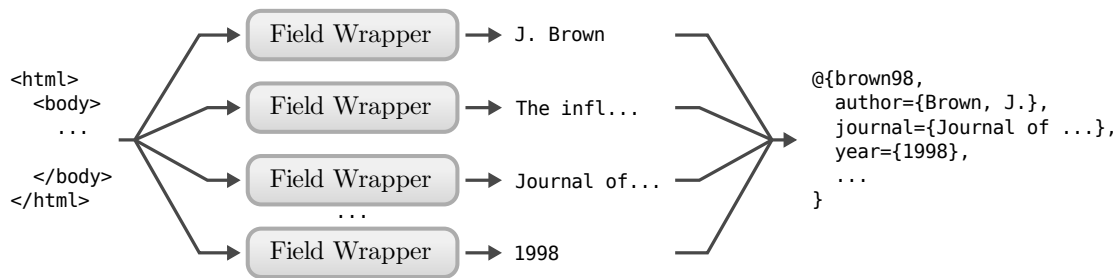 <html>
<body>
...
</body>
</html>
Field Wrapper
J. Brown
Field Wrapper
The infl...
Field Wrapper
Journal of...
...
Field Wrapper
1998
@{brown98,
author={Brown, J.},
journal={Journal of ...},
year={1998},
...
}